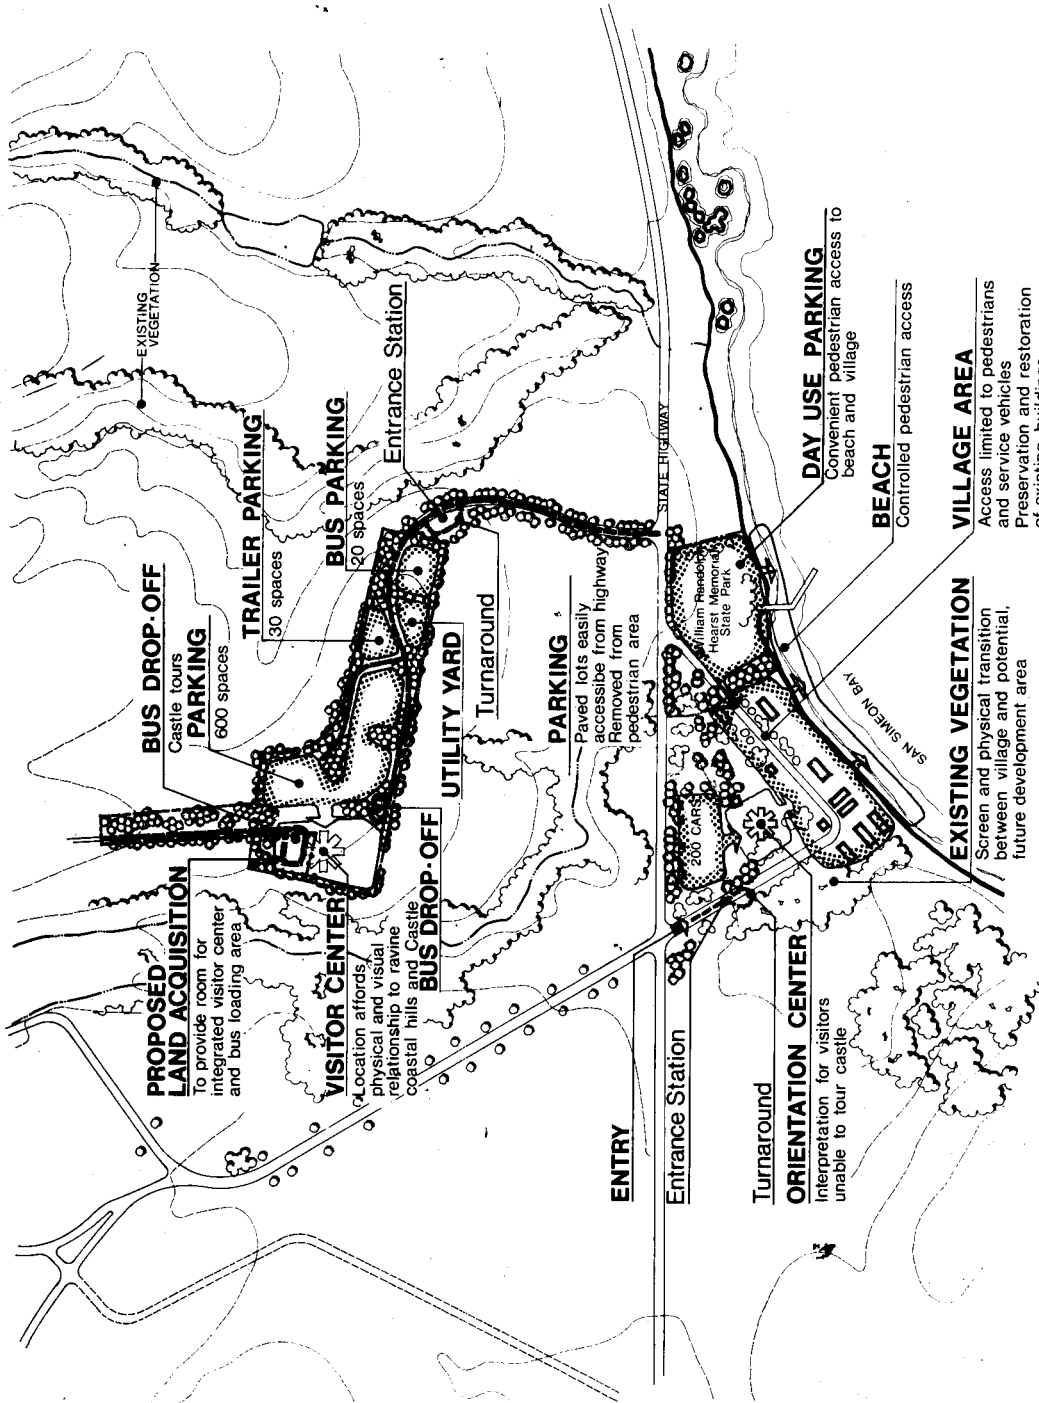 EXISTING
VEGETATION
BUS DROP-OFF
Castle tours
PARKING
600 spaces
TRAILER PARKING
30 spaces
BUS PARKING
20 spaces
Entrance Station
PROPOSED
LAND ACQUISITION
To provide room for
integrated visitor center
and bus loading area
VISITOR CENTER
Location affords
physical and visual
relationship to ravine
coastal hills and Castle
BUS DROP-OFF
UTILITY YARD
Turnaround
PARKING
Paved lots easily
accessibe from highway
Removed from
pedestrian area
STATE HIGHWAY
William Randolph
Hearst Memorial
State Park
200 CARS
ENTRY
Entrance Station
Turnaround
ORIENTATION CENTER
Interpretation for visitors
unable to tour castle
DAY USE PARKING
Convenient pedestrian access to
beach and village
BEACH
Controlled pedestrian access
SAN SIMEON BAY
VILLAGE AREA
Access limited to pedestrians
and service vehicles
Preservation and restoration
of existing buildings
EXISTING VEGETATION
Screen and physical transition
between village and potential,
future development area